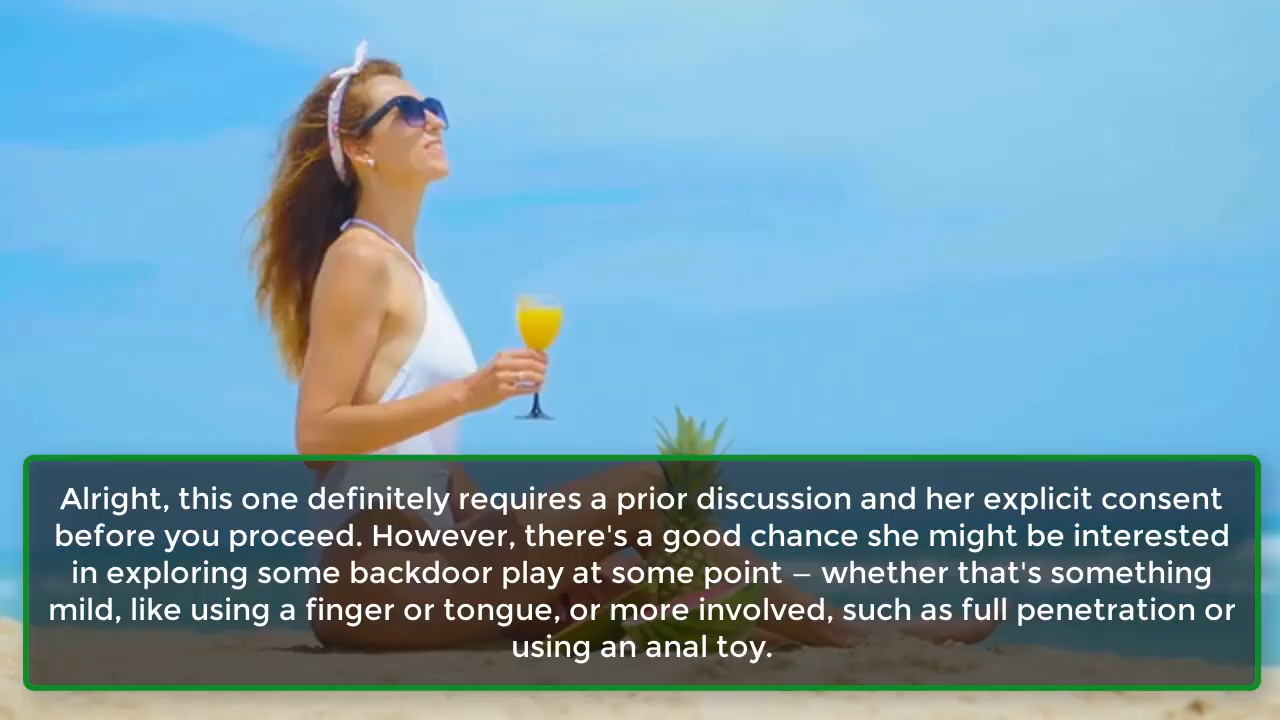 Alright, this one definitely requires a prior discussion and her explicit consent
before you proceed. However, there's a good chance she might be interested
in exploring some backdoor play at some point – whether that's something
mild, like using a finger or tongue, or more involved, such as full penetration or
using an anal toy.